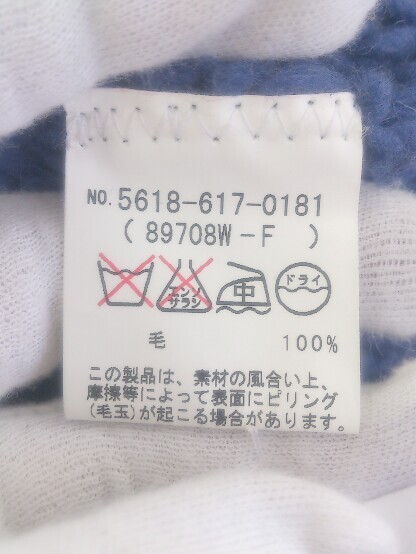 NO. 5618-617-0181
( 89708W-F )
エンソ サラシ 中 ドライ
毛 100%
この製品は、素材の風合い上、
摩擦等によって表面にピリング
(毛玉)が起こる場合があります。